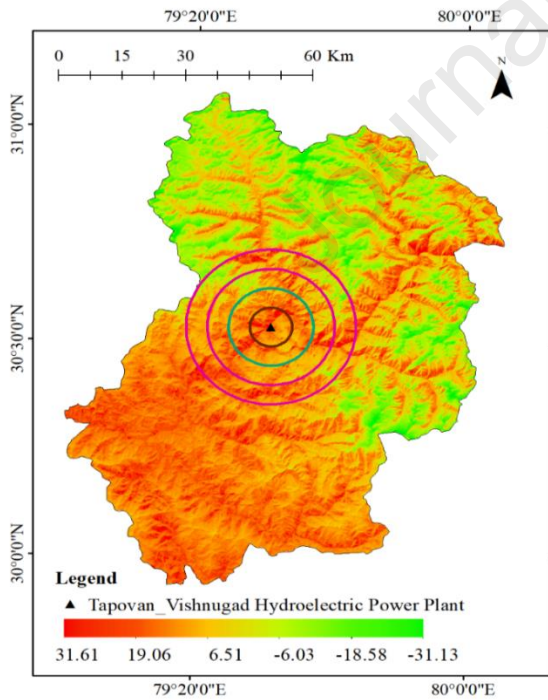 79°20'0"E 80°0'0"E
0 15 30 60 Km
N
31°0'0"N
30°30'0"N
30°0'0"N
Legend
Tapovan_Vishnugad Hydroelectric Power Plant
31.61 19.06 6.51 -6.03 -18.58 -31.13
79°20'0"E 80°0'0"E